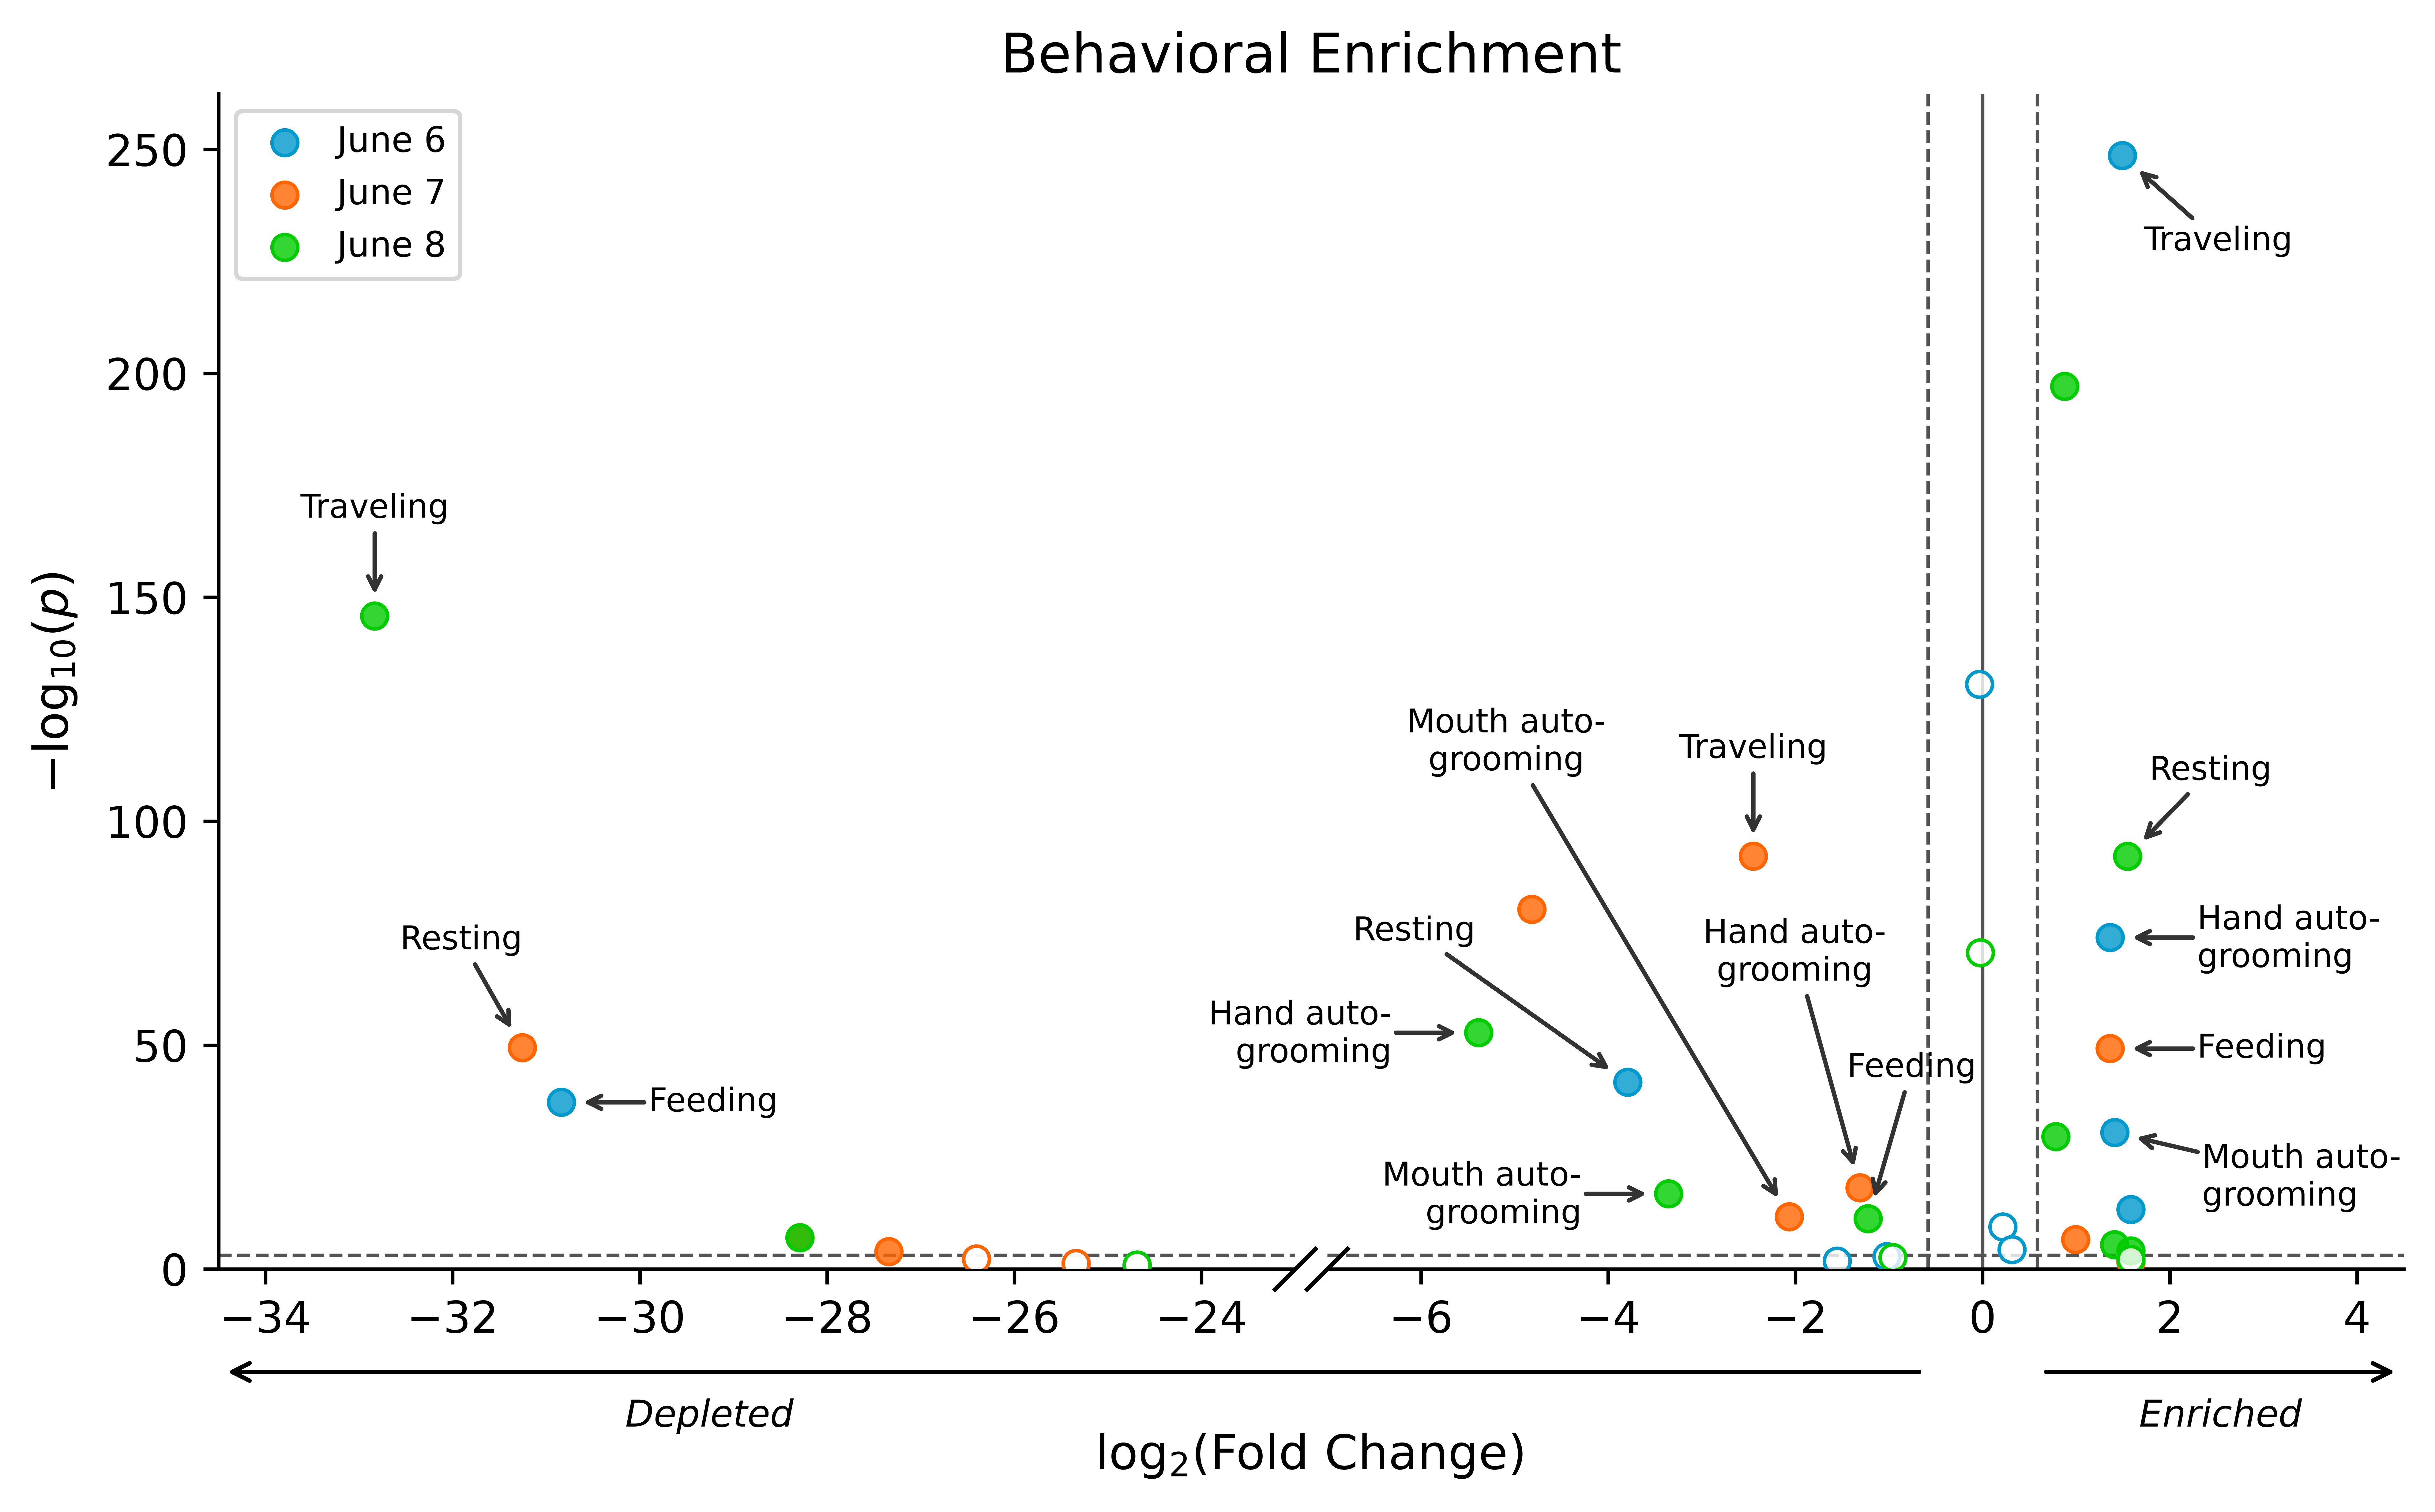 Behavioral Enrichment
June 6
June 7
June 8
−log10(p)
250
200
150
100
50
0
Traveling
Traveling
Mouth auto-
grooming
Traveling
Resting
Resting
Resting
Hand auto-
grooming
Hand auto-
grooming
Hand auto-
grooming
Feeding
Feeding
Feeding
Mouth auto-
grooming
Mouth auto-
grooming
−34 −32 −30 −28 −26 −24 −6 −4 −2 0 2 4
Depleted
Enriched
log2(Fold Change)